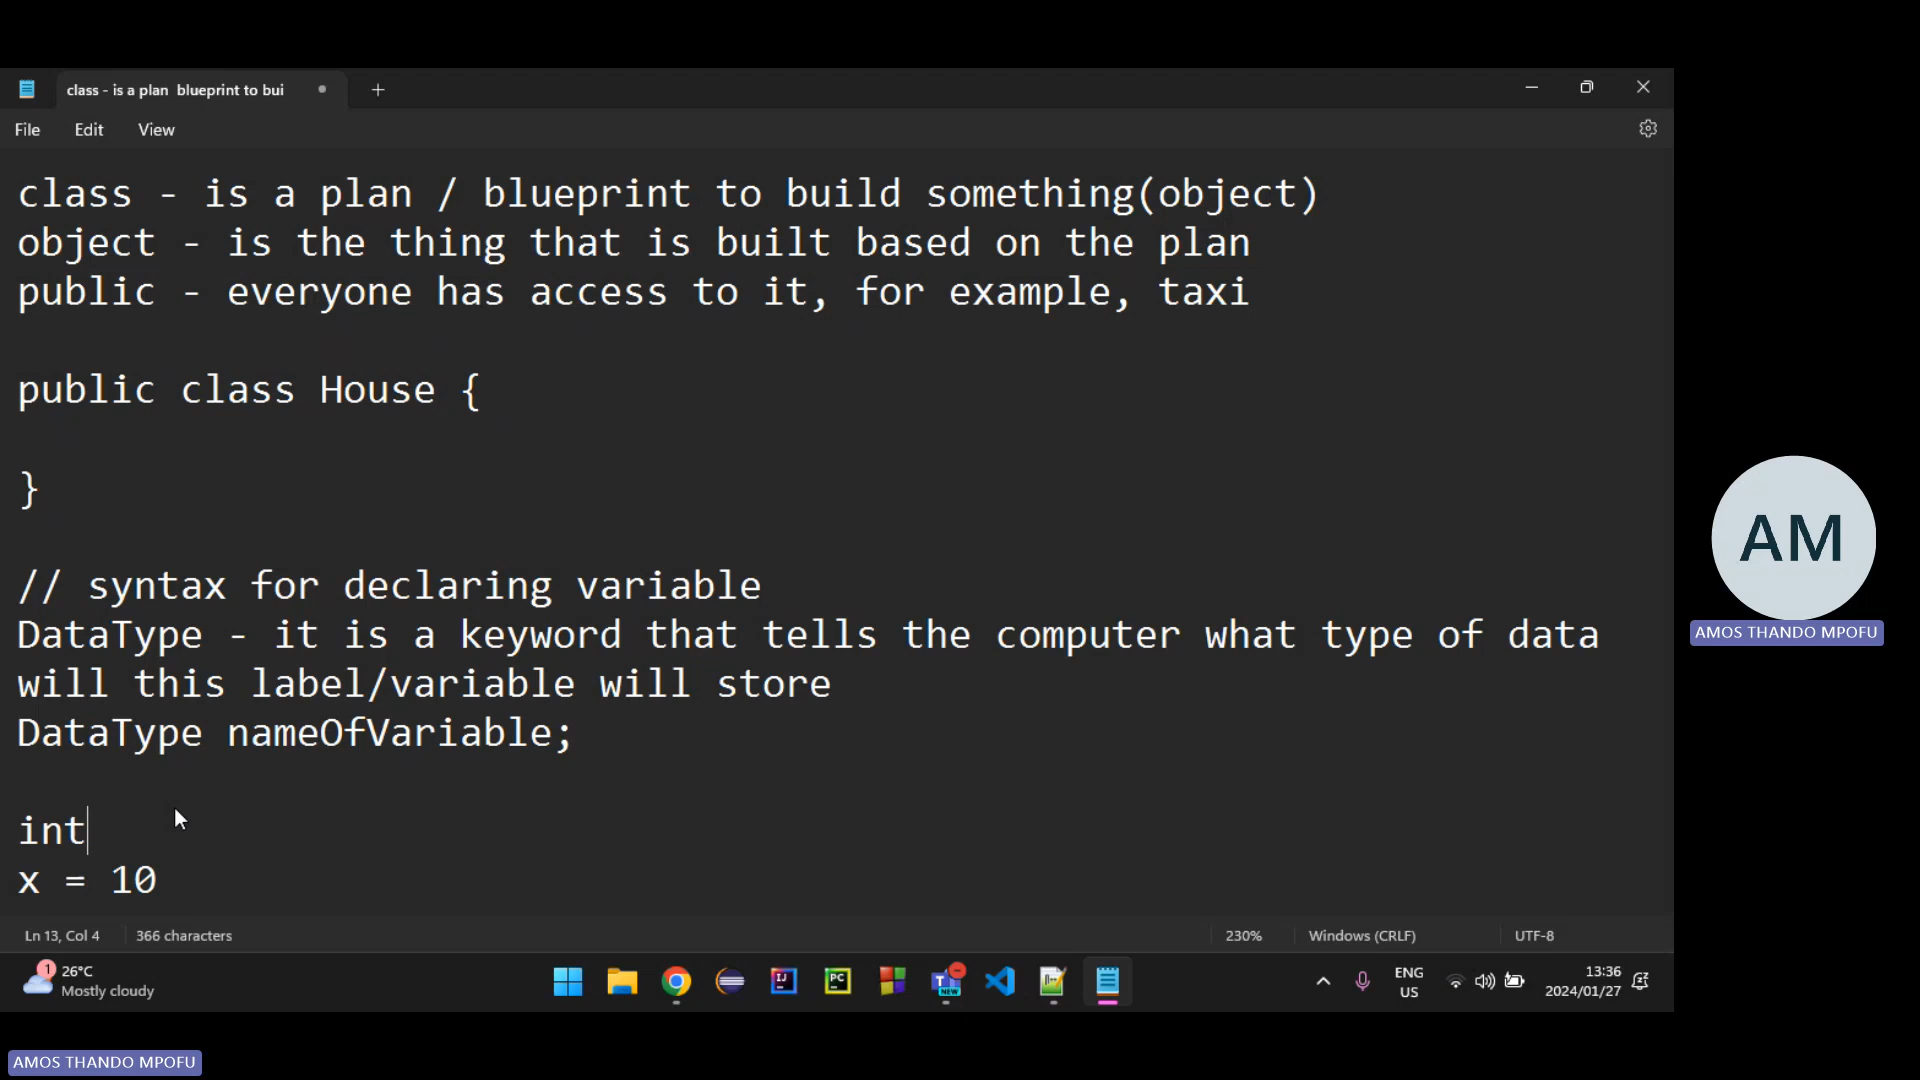 class - is a plan  blueprint to bui
File Edit View
class - is a plan / blueprint to build something(object)
object - is the thing that is built based on the plan
public - everyone has access to it, for example, taxi
public class House {
}
// syntax for declaring variable
DataType - it is a keyword that tells the computer what type of data
will this label/variable will store
DataType nameOfVariable;
int
x = 10
Ln 13, Col 4 366 characters 230% Windows (CRLF) UTF-8
1 26°C
Mostly cloudy
IJ
PC
T
NEW
ENG
US
13:36
2024/01/27
AM
AMOS THANDO MPOFU
AMOS THANDO MPOFU